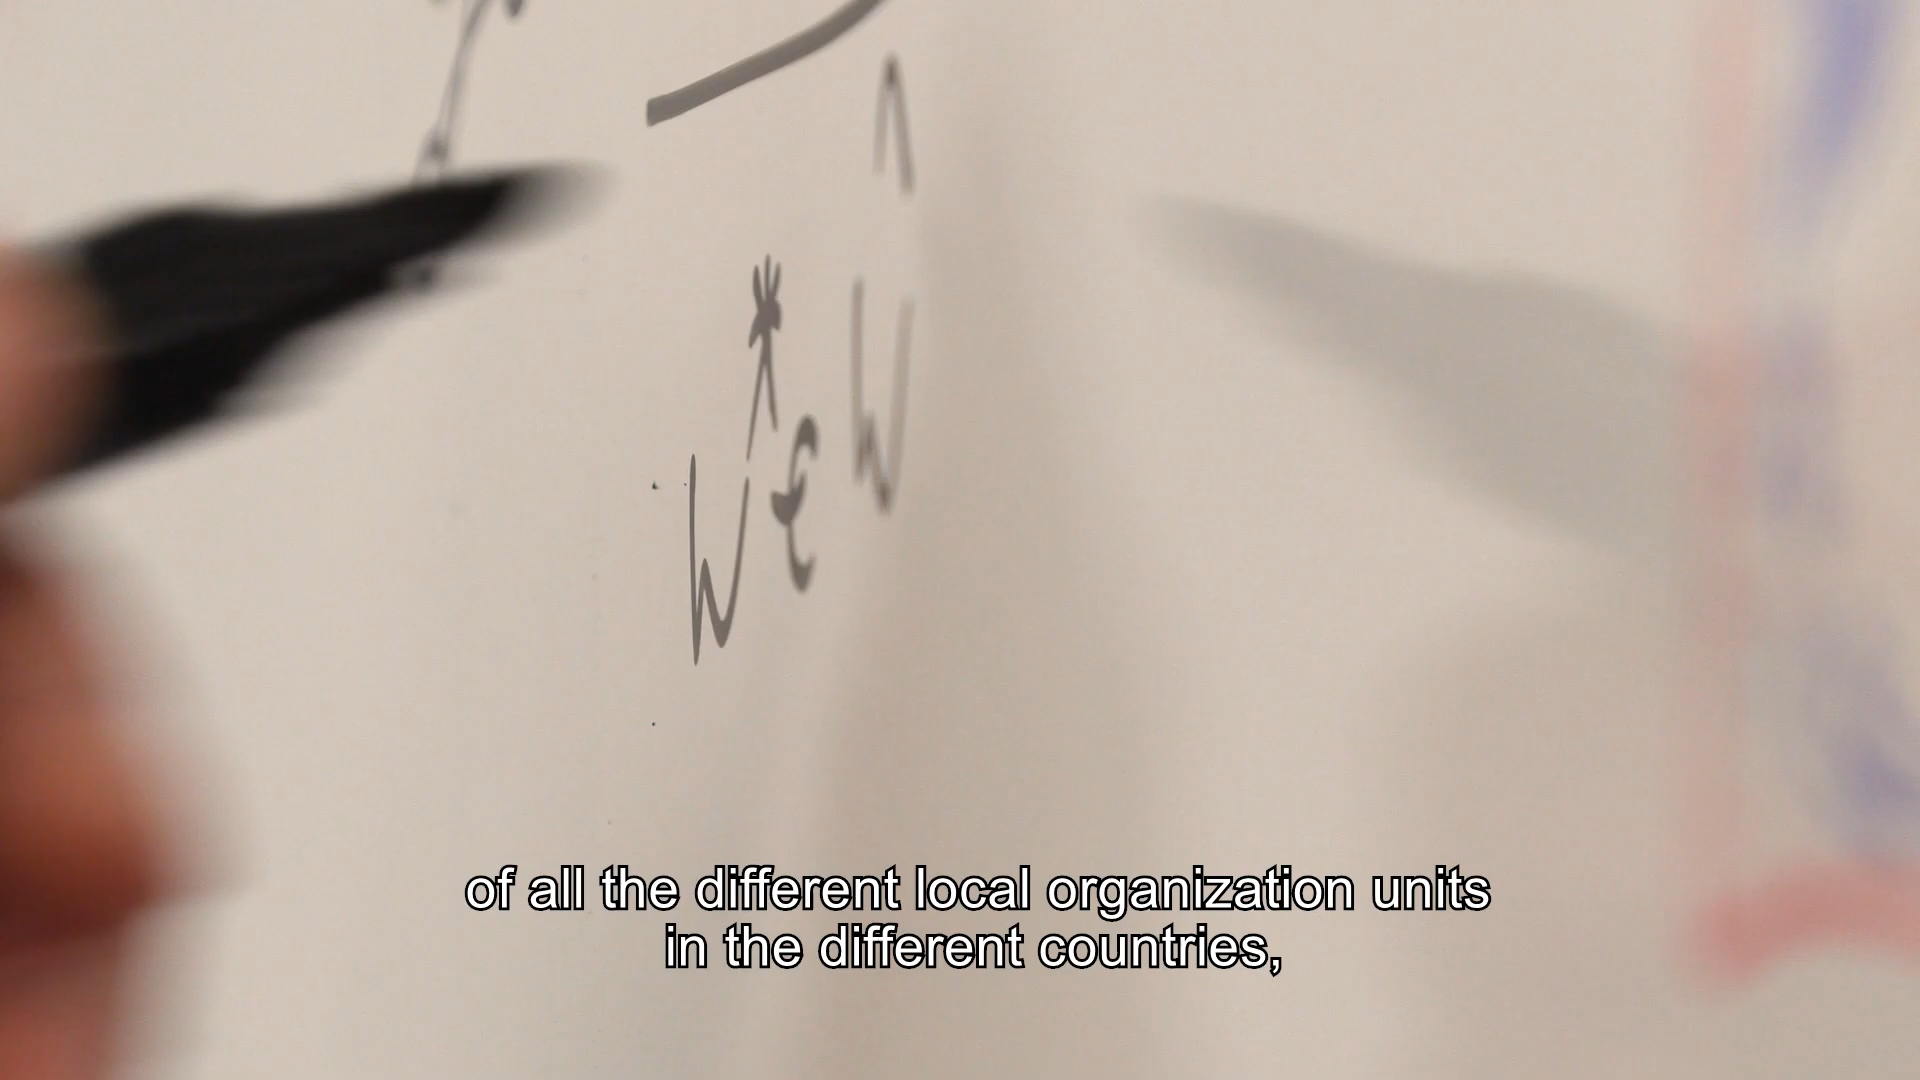 w* ∈ W
of all the different local organization units
in the different countries,